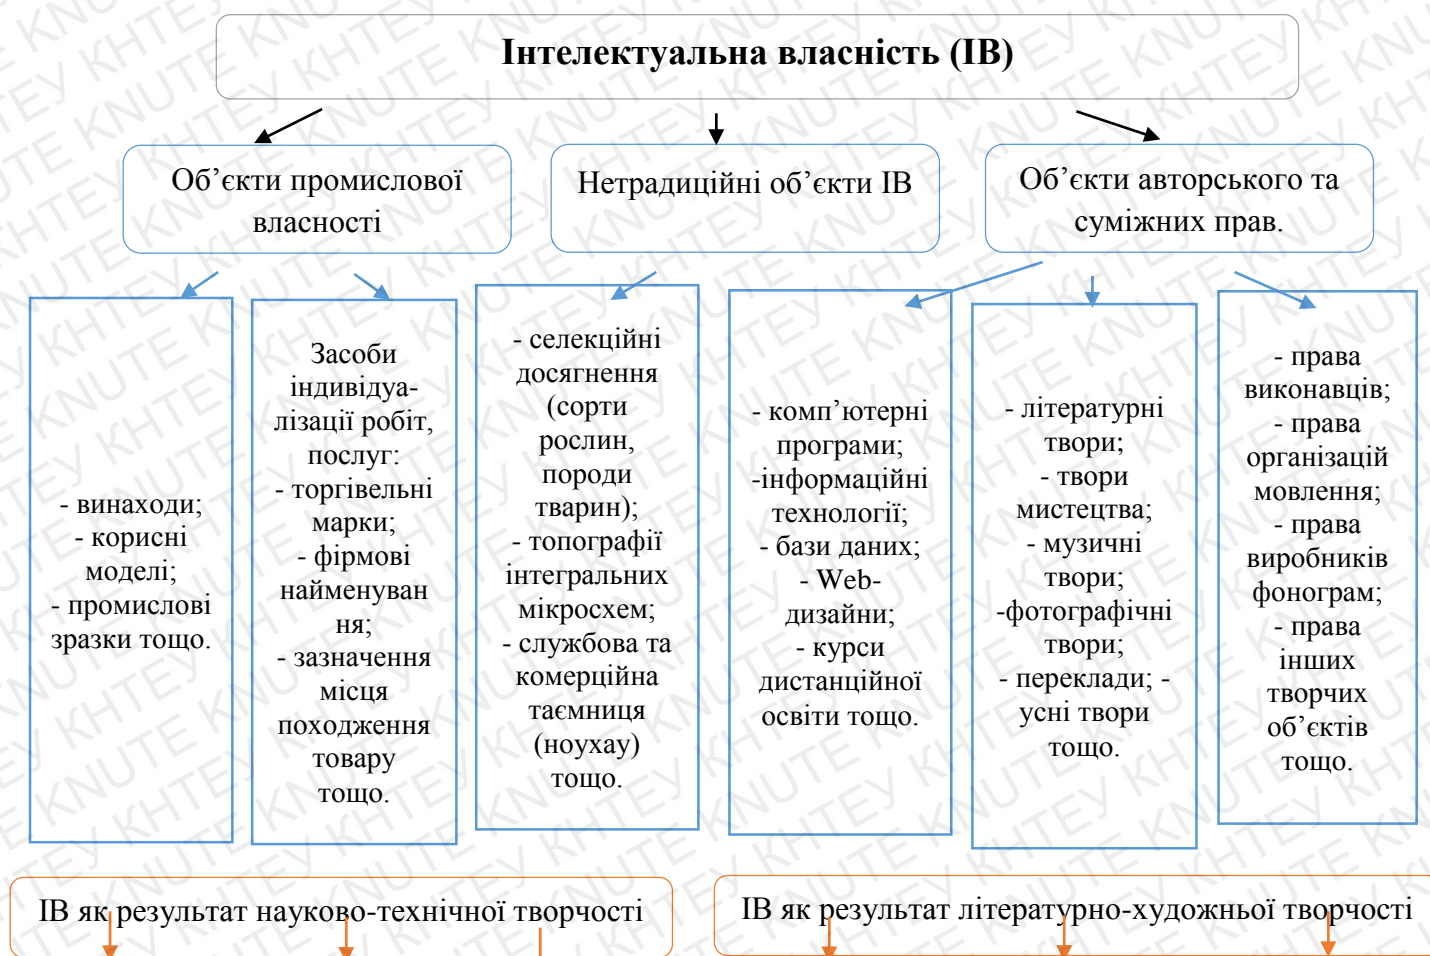 Інтелектуальна власність (ІВ)
Об’єкти промислової
власності
Нетрадиційні об’єкти ІВ
Об’єкти авторського та
суміжних прав.
- винаходи;
- корисні
моделі;
- промислові
зразки тощо.
Засоби
індивідуа-
лізації робіт,
послуг:
- торгівельні
марки;
- фірмові
найменуван
ня;
- зазначення
місця
походження
товару
тощо.
- селекційні
досягнення
(сорти
рослин,
породи
тварин);
- топографії
інтегральних
мікросхем;
- службова та
комерційна
таємниця
(ноухау)
тощо.
- комп’ютерні
програми;
-інформаційні
технології;
- бази даних;
- Web-
дизайни;
- курси
дистанційної
освіти тощо.
- літературні
твори;
- твори
мистецтва;
- музичні
твори;
-фотографічні
твори;
- переклади; -
усні твори
тощо.
- права
виконавців;
- права
організацій
мовлення;
- права
виробників
фонограм;
- права
інших
творчих
об’єктів
тощо.
ІВ як результат науково-технічної творчості
ІВ як результат літературно-художньої творчості